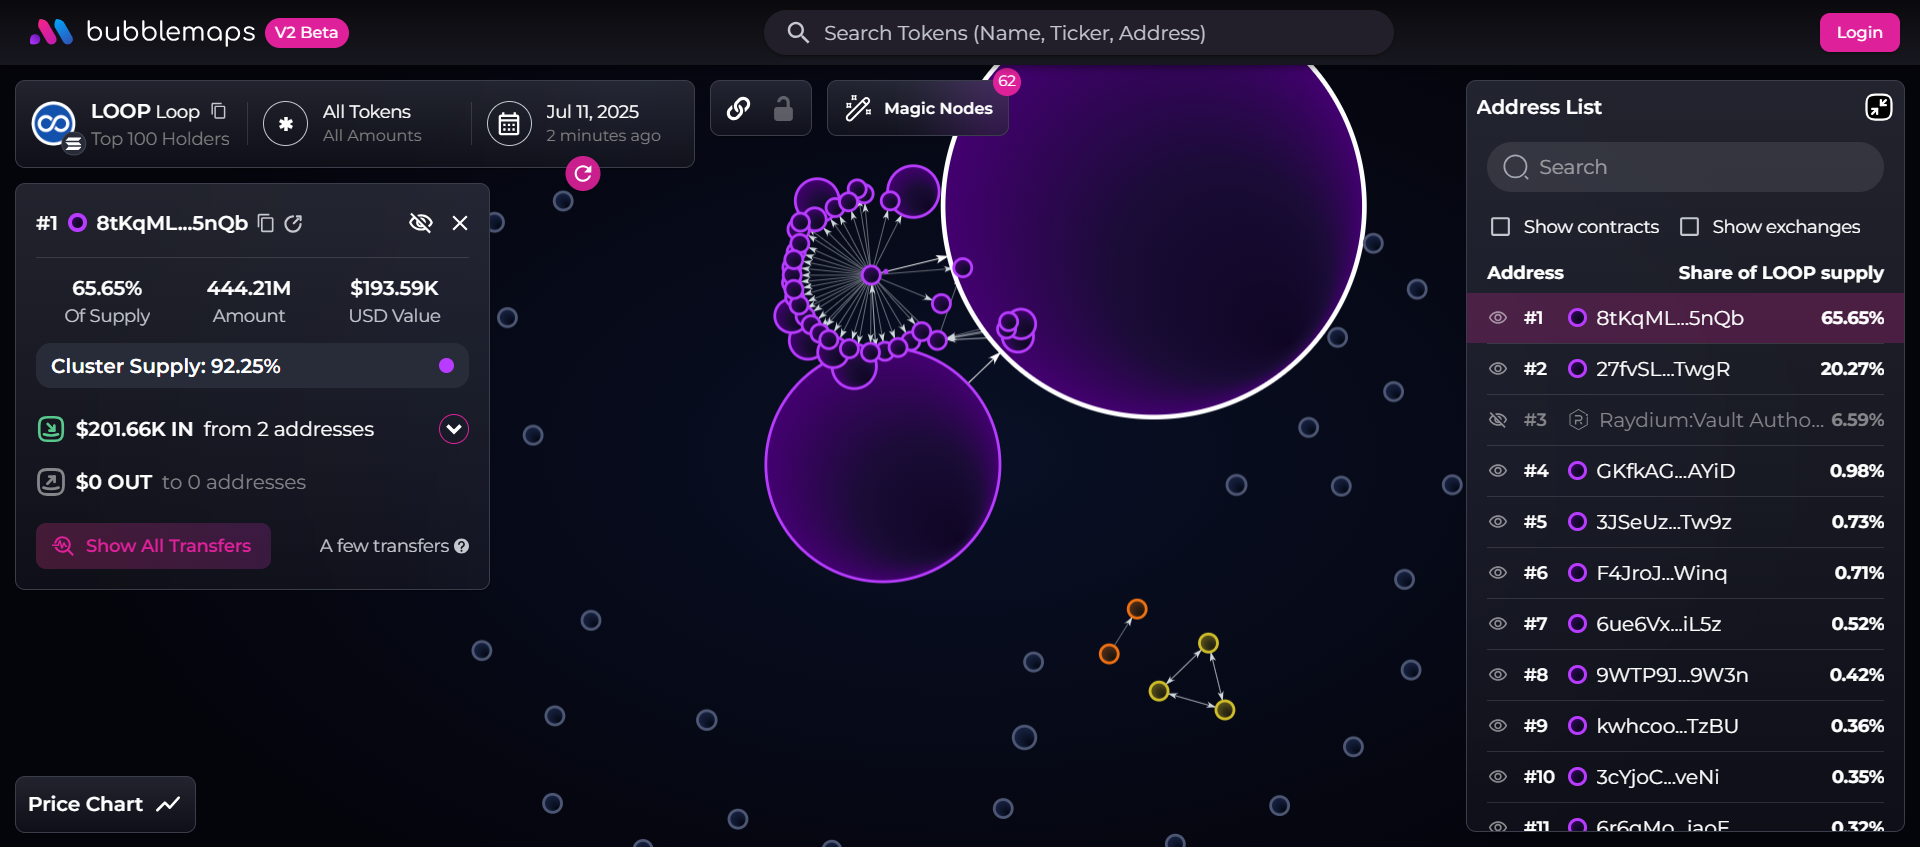 bubblemaps V2 Beta
Search Tokens (Name, Ticker, Address)
Login
LOOP Loop
Top 100 Holders
All Tokens
All Amounts
Jul 11, 2025
2 minutes ago
Magic Nodes
62
#1 8tKqML...5nQb
65.65%
Of Supply
444.21M
Amount
$193.59K
USD Value
Cluster Supply: 92.25%
$201.66K IN from 2 addresses
$0 OUT to 0 addresses
Show All Transfers
A few transfers ?
Price Chart
Address List
Search
Show contracts
Show exchanges
Address Share of LOOP supply
#1 8tKqML...5nQb 65.65%
#2 27fvSL...TwgR 20.27%
#3 Raydium:Vault Autho... 6.59%
#4 GKfkAG...AYiD 0.98%
#5 3JSeUz...Tw9z 0.73%
#6 F4JroJ...Winq 0.71%
#7 6ue6Vx...iL5z 0.52%
#8 9WTP9J...9W3n 0.42%
#9 kwhcoo...TzBU 0.36%
#10 3cYjoC...veNi 0.35%
#11 0.32%